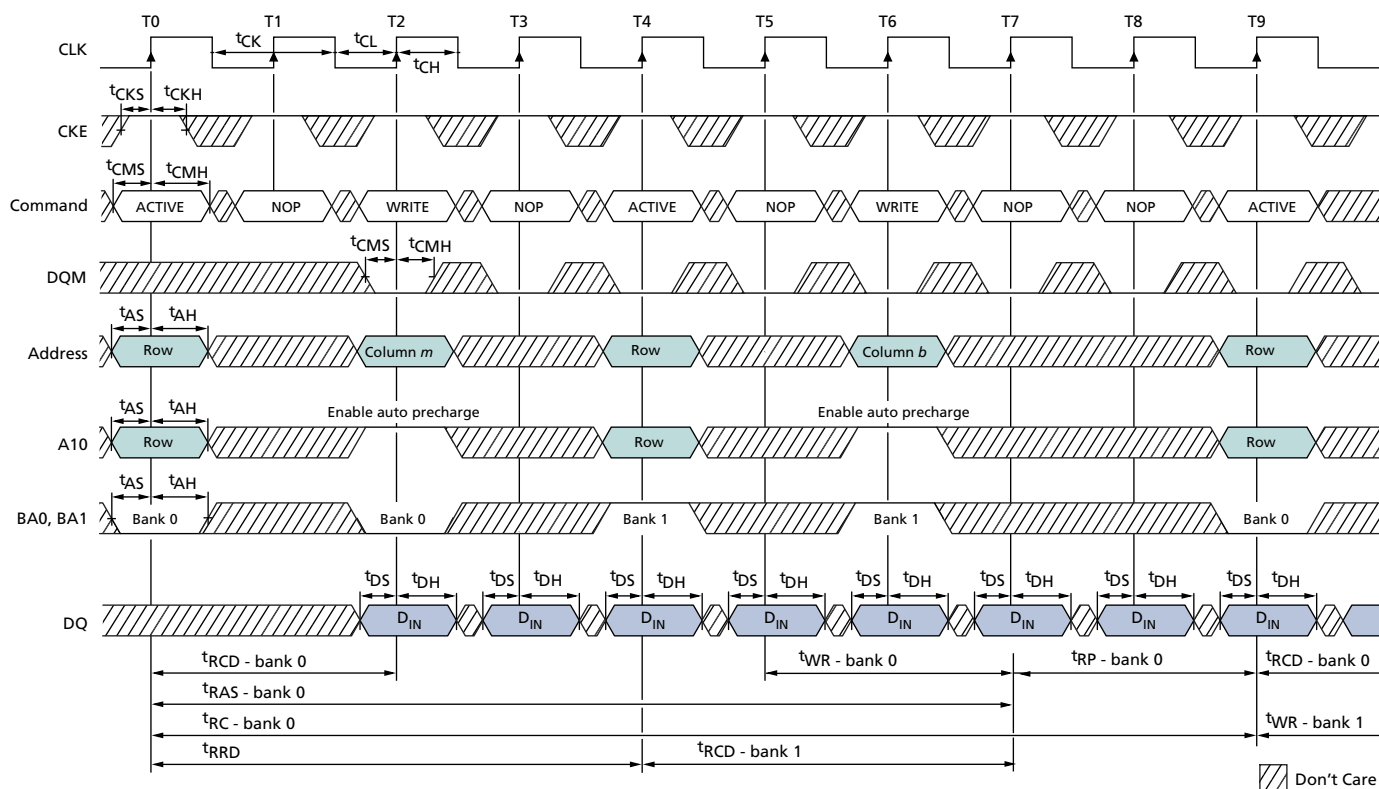 T0 T1 T2 T3 T4 T5 T6 T7 T8 T9
CLK tCK tCL tCH
tCKS tCKH
CKE
tCMS tCMH
Command ACTIVE NOP WRITE NOP ACTIVE NOP WRITE NOP NOP ACTIVE
tCMS tCMH
DQM
tAS tAH
Address Row Column m Row Column b Row
tAS tAH Enable auto precharge Enable auto precharge
A10 Row Row Row
tAS tAH
BA0, BA1 Bank 0 Bank 0 Bank 1 Bank 1 Bank 0
tDS tDH tDS tDH tDS tDH tDS tDH tDS tDH tDS tDH tDS tDH tDS tDH
DQ DIN DIN DIN DIN DIN DIN DIN DIN
tRCD - bank 0 tWR - bank 0 tRP - bank 0 tRCD - bank 0
tRAS - bank 0
tRC - bank 0 tWR - bank 1
tRRD tRCD - bank 1
Don't Care